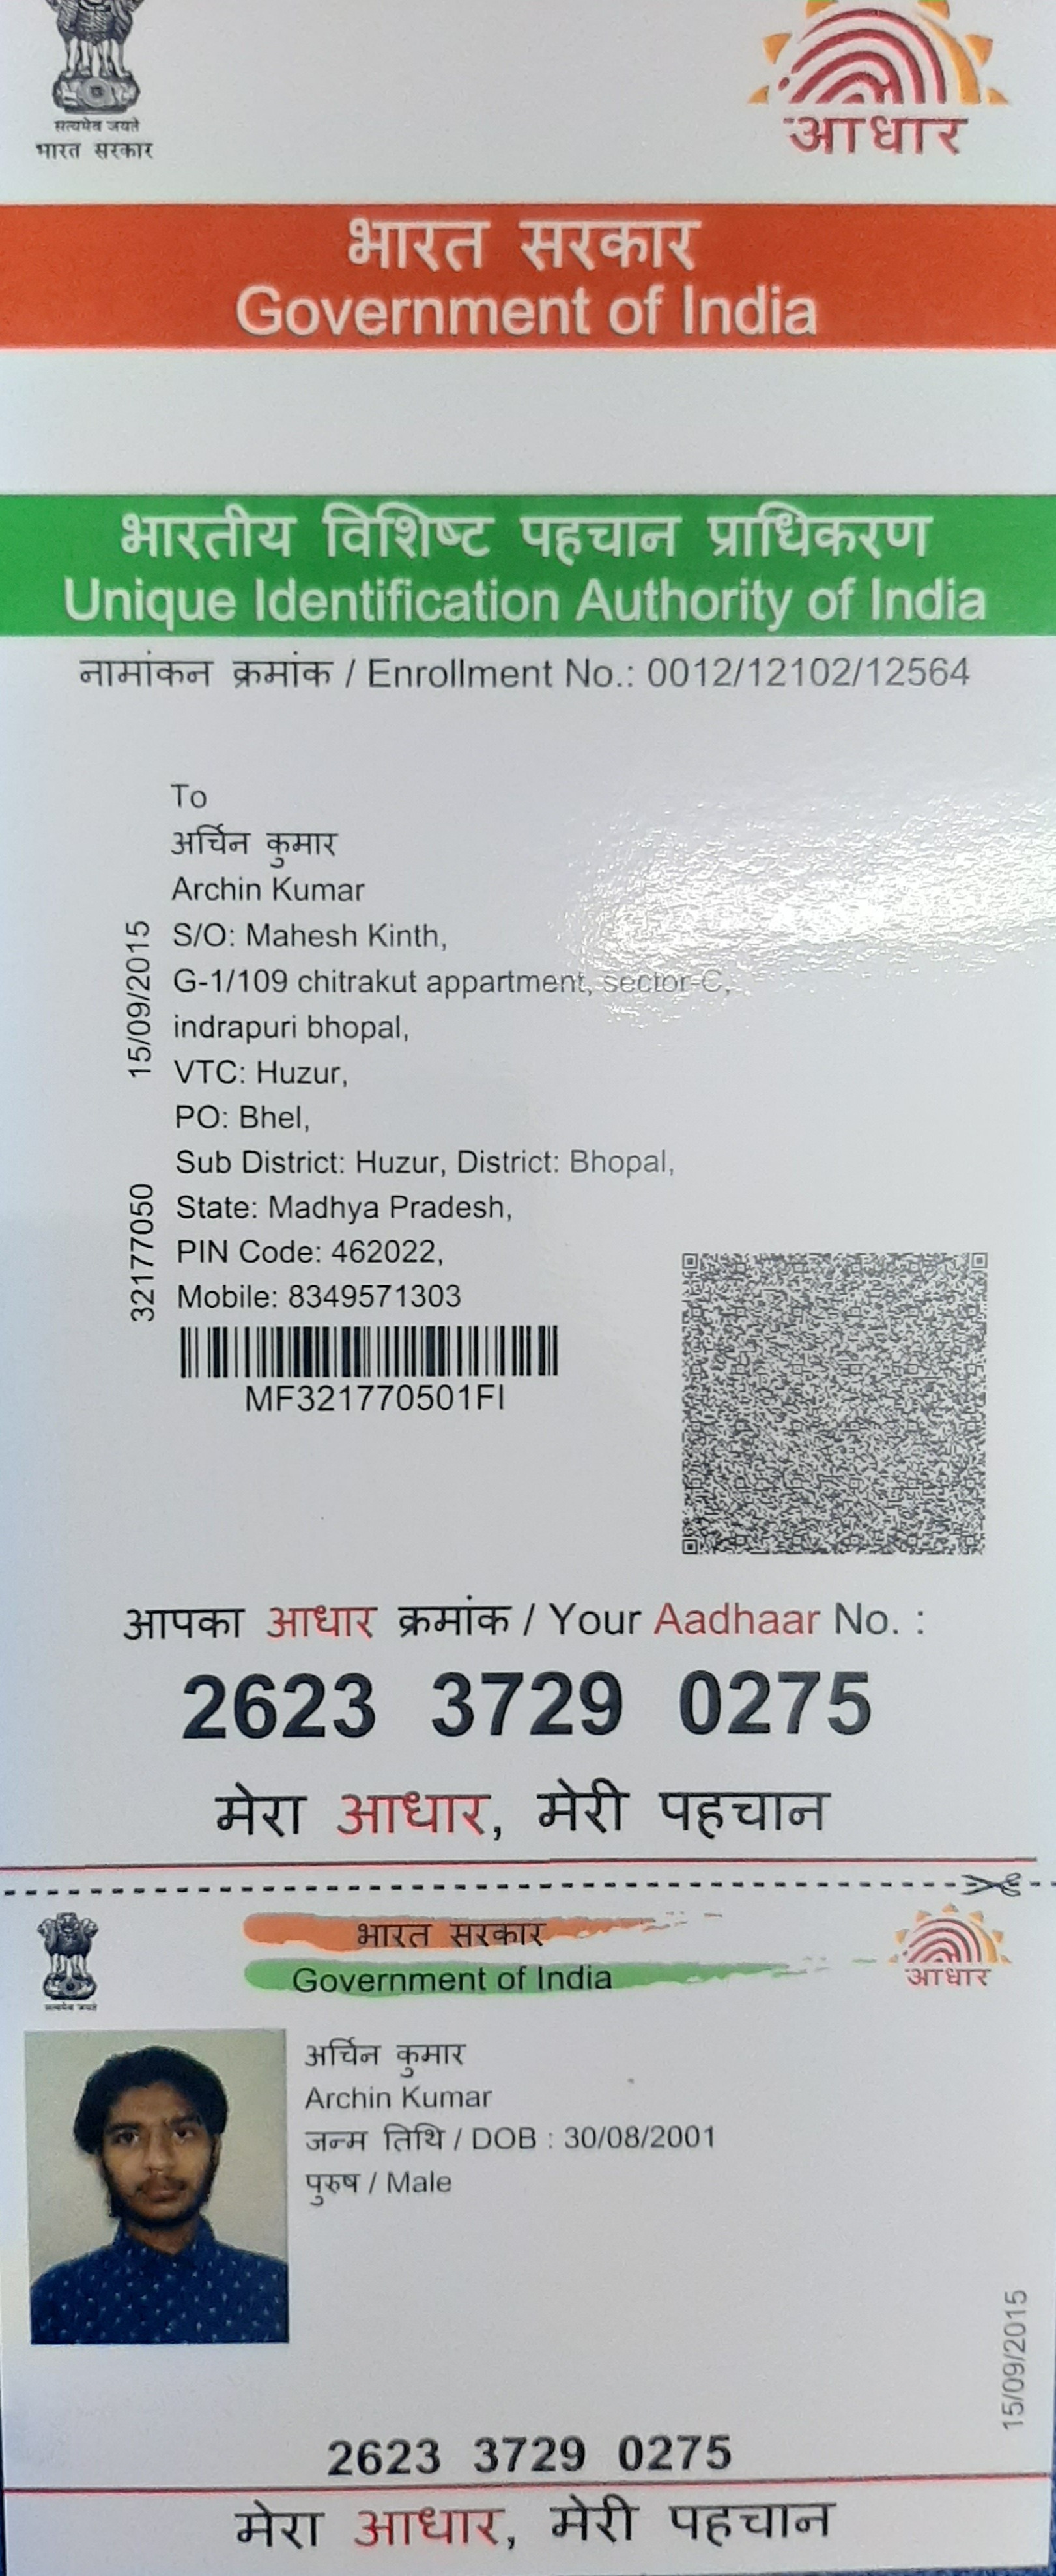 सत्यमेव जयते
भारत सरकार
आधार
भारत सरकार
Government of India
भारतीय विशिष्ट पहचान प्राधिकरण
Unique Identification Authority of India
नामांकन क्रमांक / Enrollment No.: 0012/12102/12564
To
अर्चिन कुमार
Archin Kumar
S/O: Mahesh Kinth,
G-1/109 chitrakut appartment, sector-C,
indrapuri bhopal,
VTC: Huzur,
PO: Bhel,
Sub District: Huzur, District: Bhopal,
State: Madhya Pradesh,
PIN Code: 462022,
Mobile: 8349571303
15/09/2015
32177050
MF321770501FI
आपका आधार क्रमांक / Your Aadhaar No. :
2623 3729 0275
मेरा आधार, मेरी पहचान
सत्यमेव जयते
भारत सरकार
Government of India
आधार
अर्चिन कुमार
Archin Kumar
जन्म तिथि / DOB : 30/08/2001
पुरुष / Male
15/09/2015
2623 3729 0275
मेरा आधार, मेरी पहचान